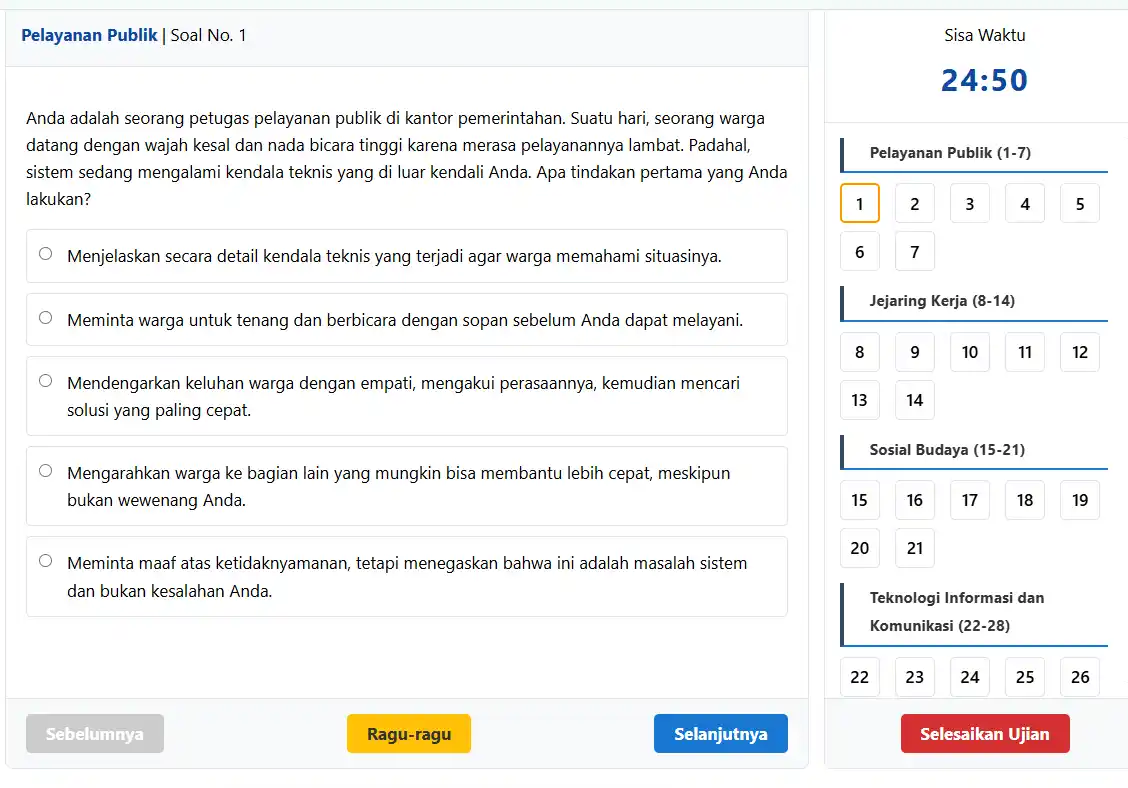 Pelayanan Publik | Soal No. 1
Anda adalah seorang petugas pelayanan publik di kantor pemerintahan. Suatu hari, seorang warga
datang dengan wajah kesal dan nada bicara tinggi karena merasa pelayanannya lambat. Padahal,
sistem sedang mengalami kendala teknis yang di luar kendali Anda. Apa tindakan pertama yang Anda
lakukan?
Menjelaskan secara detail kendala teknis yang terjadi agar warga memahami situasinya.
Meminta warga untuk tenang dan berbicara dengan sopan sebelum Anda dapat melayani.
Mendengarkan keluhan warga dengan empati, mengakui perasaannya, kemudian mencari
solusi yang paling cepat.
Mengarahkan warga ke bagian lain yang mungkin bisa membantu lebih cepat, meskipun
bukan wewenang Anda.
Meminta maaf atas ketidaknyamanan, tetapi menegaskan bahwa ini adalah masalah sistem
dan bukan kesalahan Anda.
Sebelumnya
Ragu-ragu
Selanjutnya
Sisa Waktu
24:50
Pelayanan Publik (1-7)
1 2 3 4 5
6 7
Jejaring Kerja (8-14)
8 9 10 11 12
13 14
Sosial Budaya (15-21)
15 16 17 18 19
20 21
Teknologi Informasi dan
Komunikasi (22-28)
22 23 24 25 26
Selesaikan Ujian